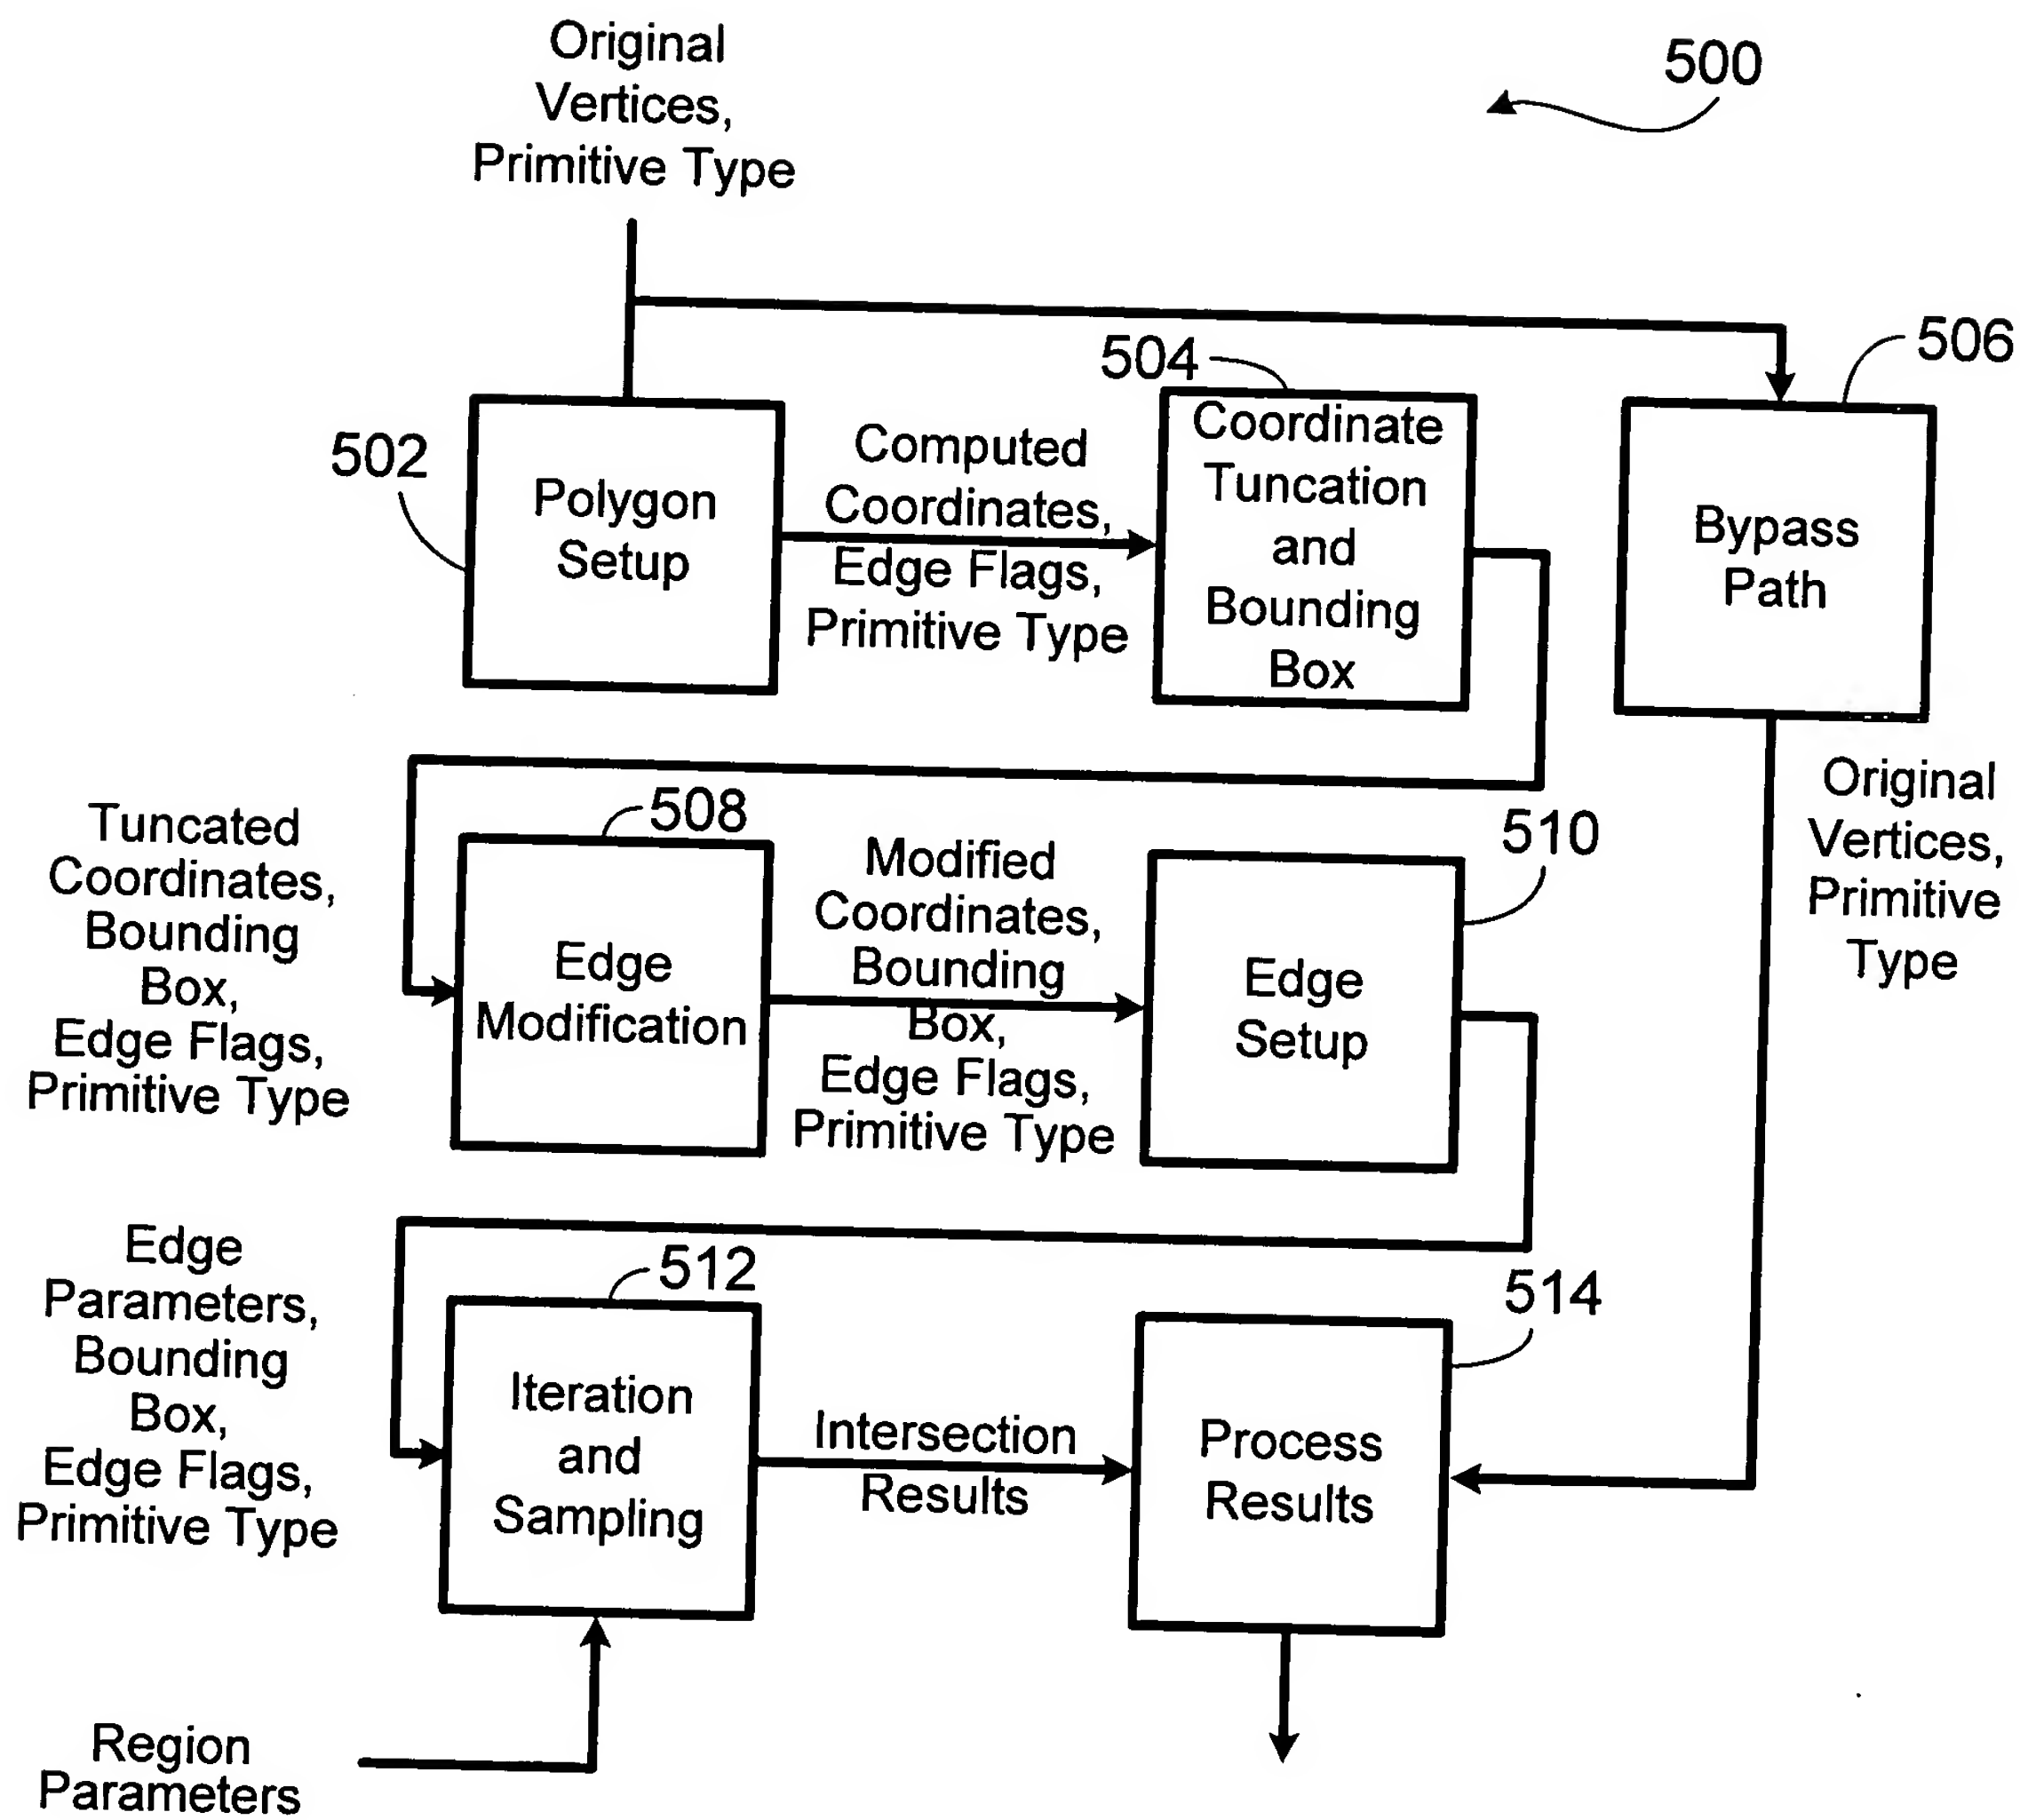 Original
Vertices,
Primitive Type
500
502
Polygon
Setup
Computed
Coordinates,
Edge Flags,
Primitive Type
504
Coordinate
Tuncation
and
Bounding
Box
506
Bypass
Path
Original
Vertices,
Primitive
Type
Tuncated
Coordinates,
Bounding
Box,
Edge Flags,
Primitive Type
508
Edge
Modification
Modified
Coordinates,
Bounding
Box,
Edge Flags,
Primitive Type
510
Edge
Setup
Edge
Parameters,
Bounding
Box,
Edge Flags,
Primitive Type
512
Iteration
and
Sampling
Intersection
Results
514
Process
Results
Region
Parameters